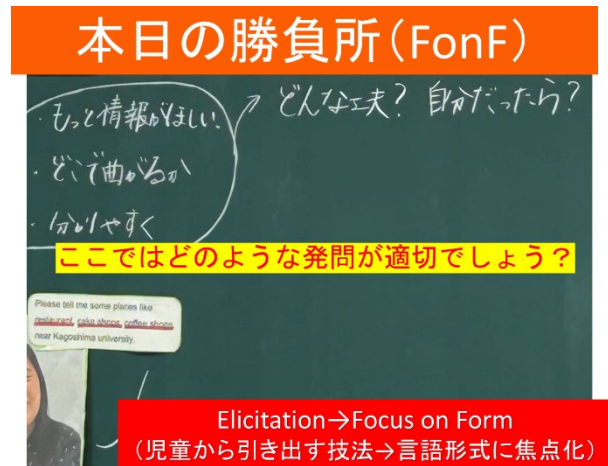 本日の勝負所(FonF)
・もっと情報がほしい。
・どこで曲がるか
・分かりやすく
どんな工夫? 自分だったら?
ここではどのような発問が適切でしょう?
Please tell me some places like
restaurant, cake shops, coffee shops
near Kagoshima university.
Elicitation→Focus on Form
(児童から引き出す技法→言語形式に焦点化)